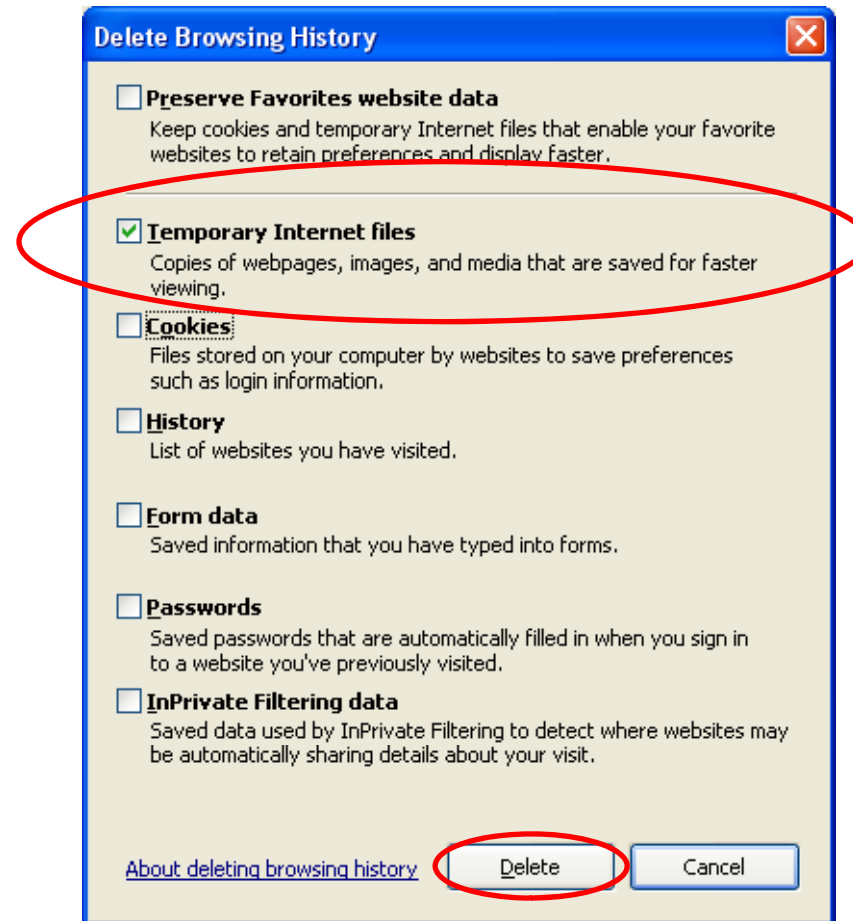 Delete Browsing History
Preserve Favorites website data
Keep cookies and temporary Internet files that enable your favorite
websites to retain preferences and display faster.
Temporary Internet files
Copies of webpages, images, and media that are saved for faster
viewing.
Cookies
Files stored on your computer by websites to save preferences
such as login information.
History
List of websites you have visited.
Form data
Saved information that you have typed into forms.
Passwords
Saved passwords that are automatically filled in when you sign in
to a website you've previously visited.
InPrivate Filtering data
Saved data used by InPrivate Filtering to detect where websites may
be automatically sharing details about your visit.
About deleting browsing history Delete Cancel